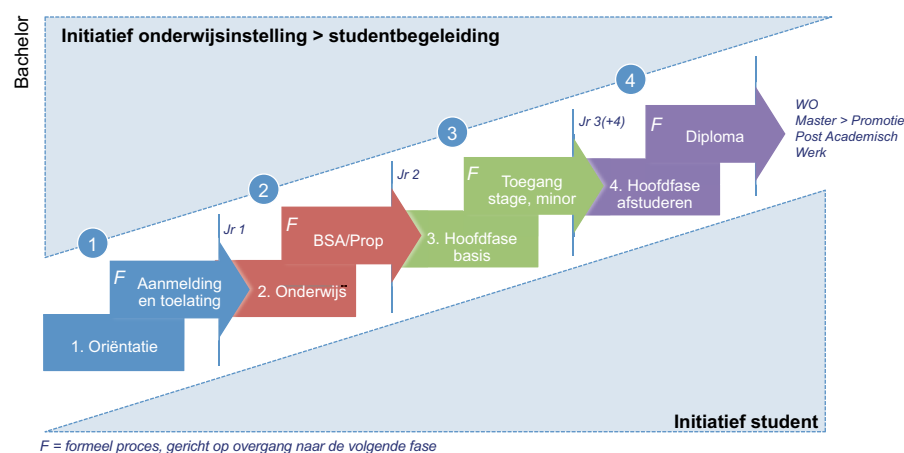 Bachelor
Initiatief onderwijsinstelling > studentbegeleiding
1
2
3
4
Jr 1
Jr 2
Jr 3(+4)
1. Oriëntatie
F
Aanmelding
en toelating
2. Onderwijs
F
BSA/Prop
3. Hoofdfase
basis
F
Toegang
stage, minor
4. Hoofdfase
afstuderen
F
Diploma
WO
Master > Promotie
Post Academisch
Werk
Initiatief student
F = formeel proces, gericht op overgang naar de volgende fase